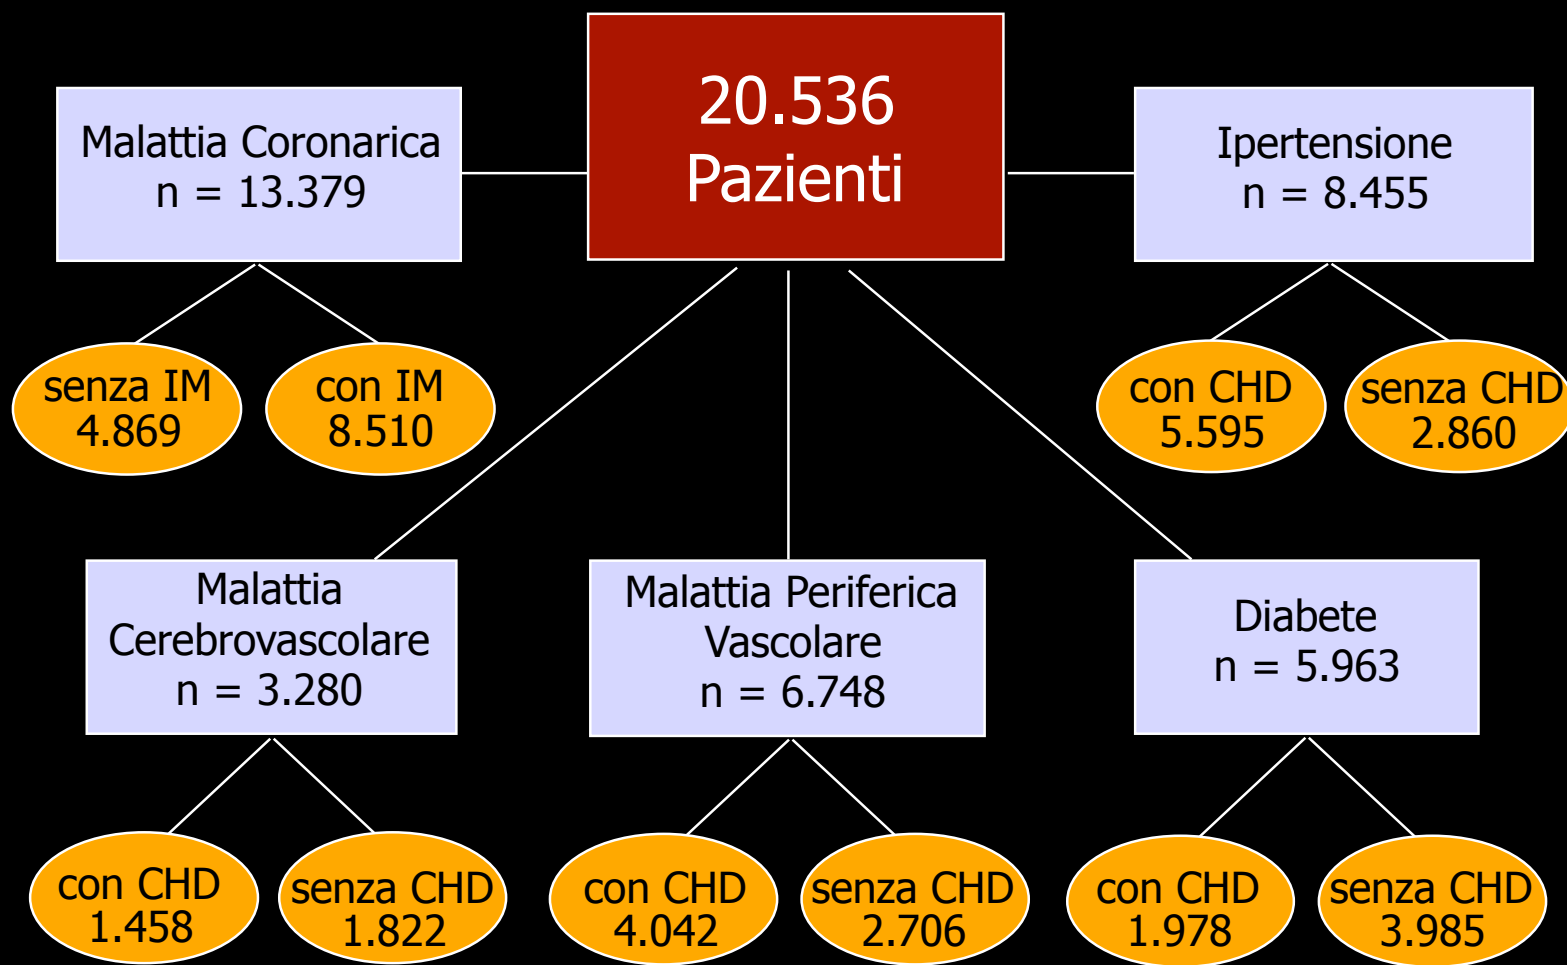 20.536
Pazienti
Malattia Coronarica
n = 13.379
Ipertensione
n = 8.455
senza IM
4.869
con IM
8.510
con CHD
5.595
senza CHD
2.860
Malattia
Cerebrovascolare
n = 3.280
Malattia Periferica
Vascolare
n = 6.748
Diabete
n = 5.963
con CHD
1.458
senza CHD
1.822
con CHD
4.042
senza CHD
2.706
con CHD
1.978
senza CHD
3.985